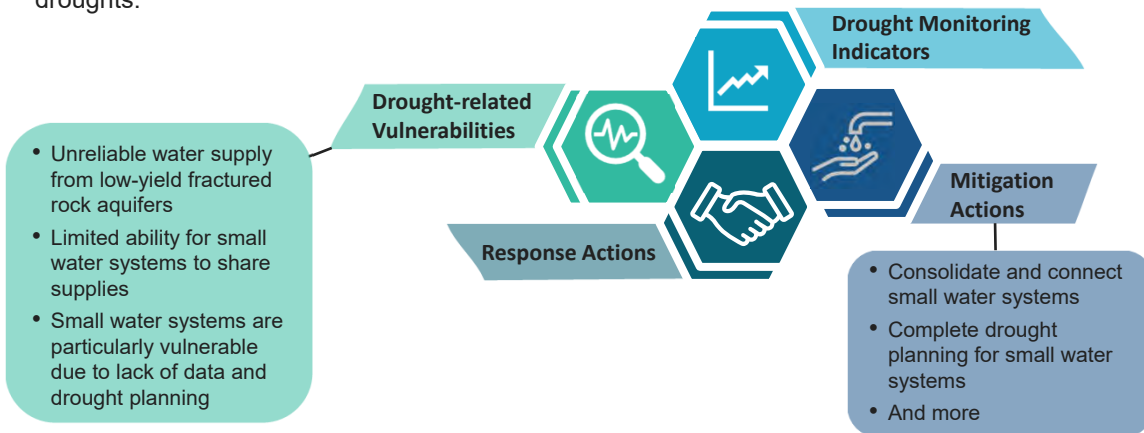 droughts.
Drought Monitoring
Indicators
Drought-related
Vulnerabilities
• Unreliable water supply
from low-yield fractured
rock aquifers
• Limited ability for small
water systems to share
supplies
• Small water systems are
particularly vulnerable
due to lack of data and
drought planning
Response Actions
Mitigation
Actions
• Consolidate and connect
small water systems
• Complete drought
planning for small water
systems
• And more